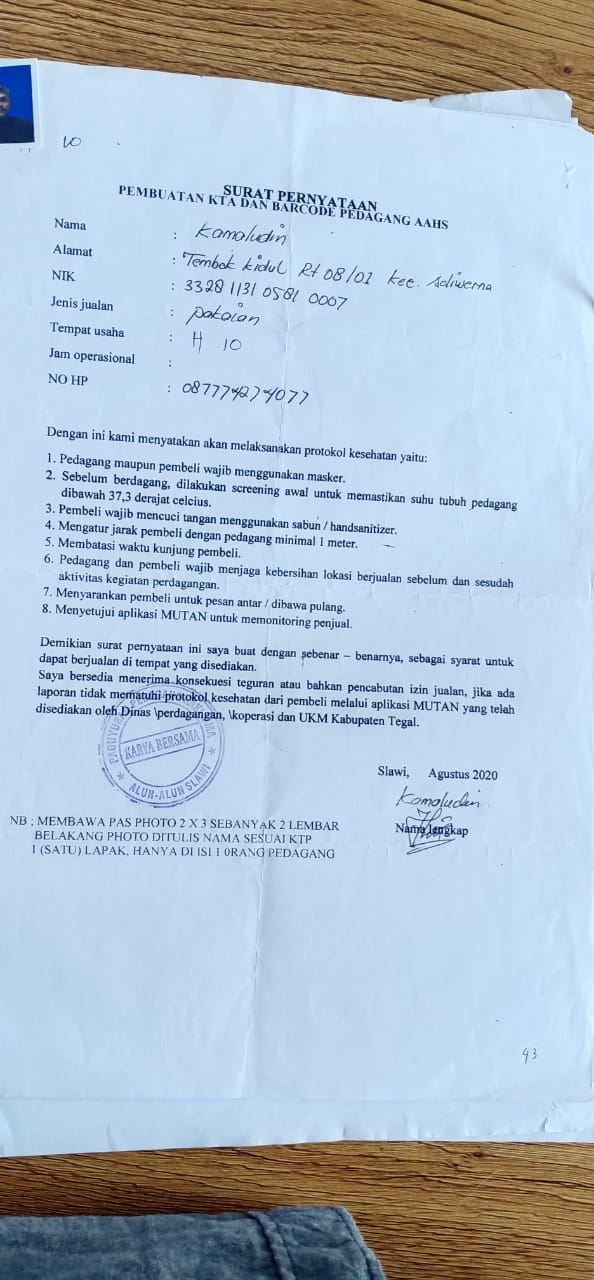 10
SURAT PERNYATAAN
PEMBUATAN KTA DAN BARCODE PEDAGANG AAHS
Nama : Kamaludin
Alamat : Tembok kidul Rt 08/01 kec. Adiwerna
NIK : 3328 1131 0581 0007
Jenis jualan : pakaian
Tempat usaha : H 10
Jam operasional :
NO HP : 087774274077
Dengan ini kami menyatakan akan melaksanakan protokol kesehatan yaitu:
1. Pedagang maupun pembeli wajib menggunakan masker.
2. Sebelum berdagang, dilakukan screening awal untuk memastikan suhu tubuh pedagang
dibawah 37,3 derajat celcius.
3. Pembeli wajib mencuci tangan menggunakan sabun / handsanitizer.
4. Mengatur jarak pembeli dengan pedagang minimal 1 meter.
5. Membatasi waktu kunjung pembeli.
6. Pedagang dan pembeli wajib menjaga kebersihan lokasi berjualan sebelum dan sesudah
aktivitas kegiatan perdagangan.
7. Menyarankan pembeli untuk pesan antar / dibawa pulang.
8. Menyetujui aplikasi MUTAN untuk memonitoring penjual.
Demikian surat pernyataan ini saya buat dengan sebenar – benarnya, sebagai syarat untuk
dapat berjualan di tempat yang disediakan.
Saya bersedia menerima konsekuesi teguran atau bahkan pencabutan izin jualan, jika ada
laporan tidak mematuhi protokol kesehatan dari pembeli melalui aplikasi MUTAN yang telah
disediakan oleh Dinas \perdagangan, \koperasi dan UKM Kabupaten Tegal.
KARYA BERSAMA
ALUN-ALUN SLAWI
Slawi, Agustus 2020
Kamaludin
Nama lengkap
NB ; MEMBAWA PAS PHOTO 2 X 3 SEBANYAK 2 LEMBAR
BELAKANG PHOTO DITULIS NAMA SESUAI KTP
1 (SATU) LAPAK, HANYA DI ISI 1 0RANG PEDAGANG
93